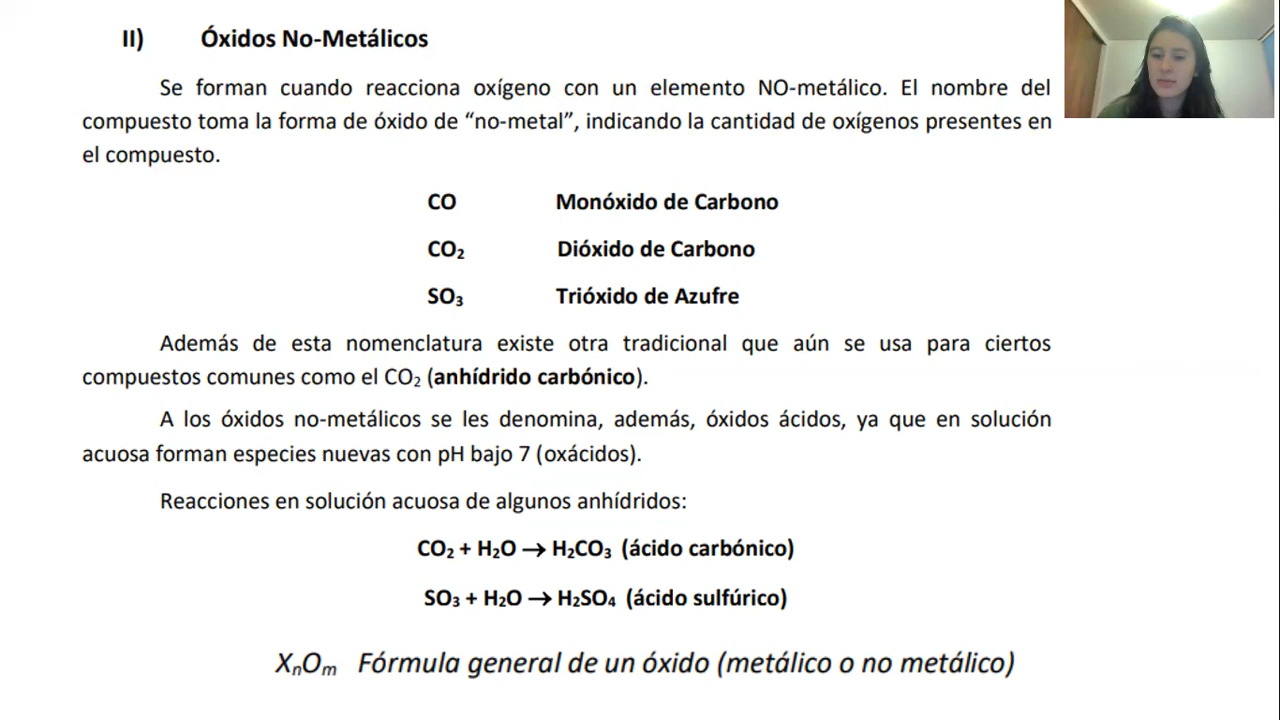 II) Óxidos No-Metálicos
Se forman cuando reacciona oxígeno con un elemento NO-metálico. El nombre del
compuesto toma la forma de óxido de “no-metal”, indicando la cantidad de oxígenos presentes en
el compuesto.
CO Monóxido de Carbono
CO₂ Dióxido de Carbono
SO₃ Trióxido de Azufre
Además de esta nomenclatura existe otra tradicional que aún se usa para ciertos
compuestos comunes como el CO₂ (anhídrido carbónico).
A los óxidos no-metálicos se les denomina, además, óxidos ácidos, ya que en solución
acuosa forman especies nuevas con pH bajo 7 (oxácidos).
Reacciones en solución acuosa de algunos anhídridos:
CO₂ + H₂O → H₂CO₃ (ácido carbónico)
SO₃ + H₂O → H₂SO₄ (ácido sulfúrico)
XₙOₘ Fórmula general de un óxido (metálico o no metálico)